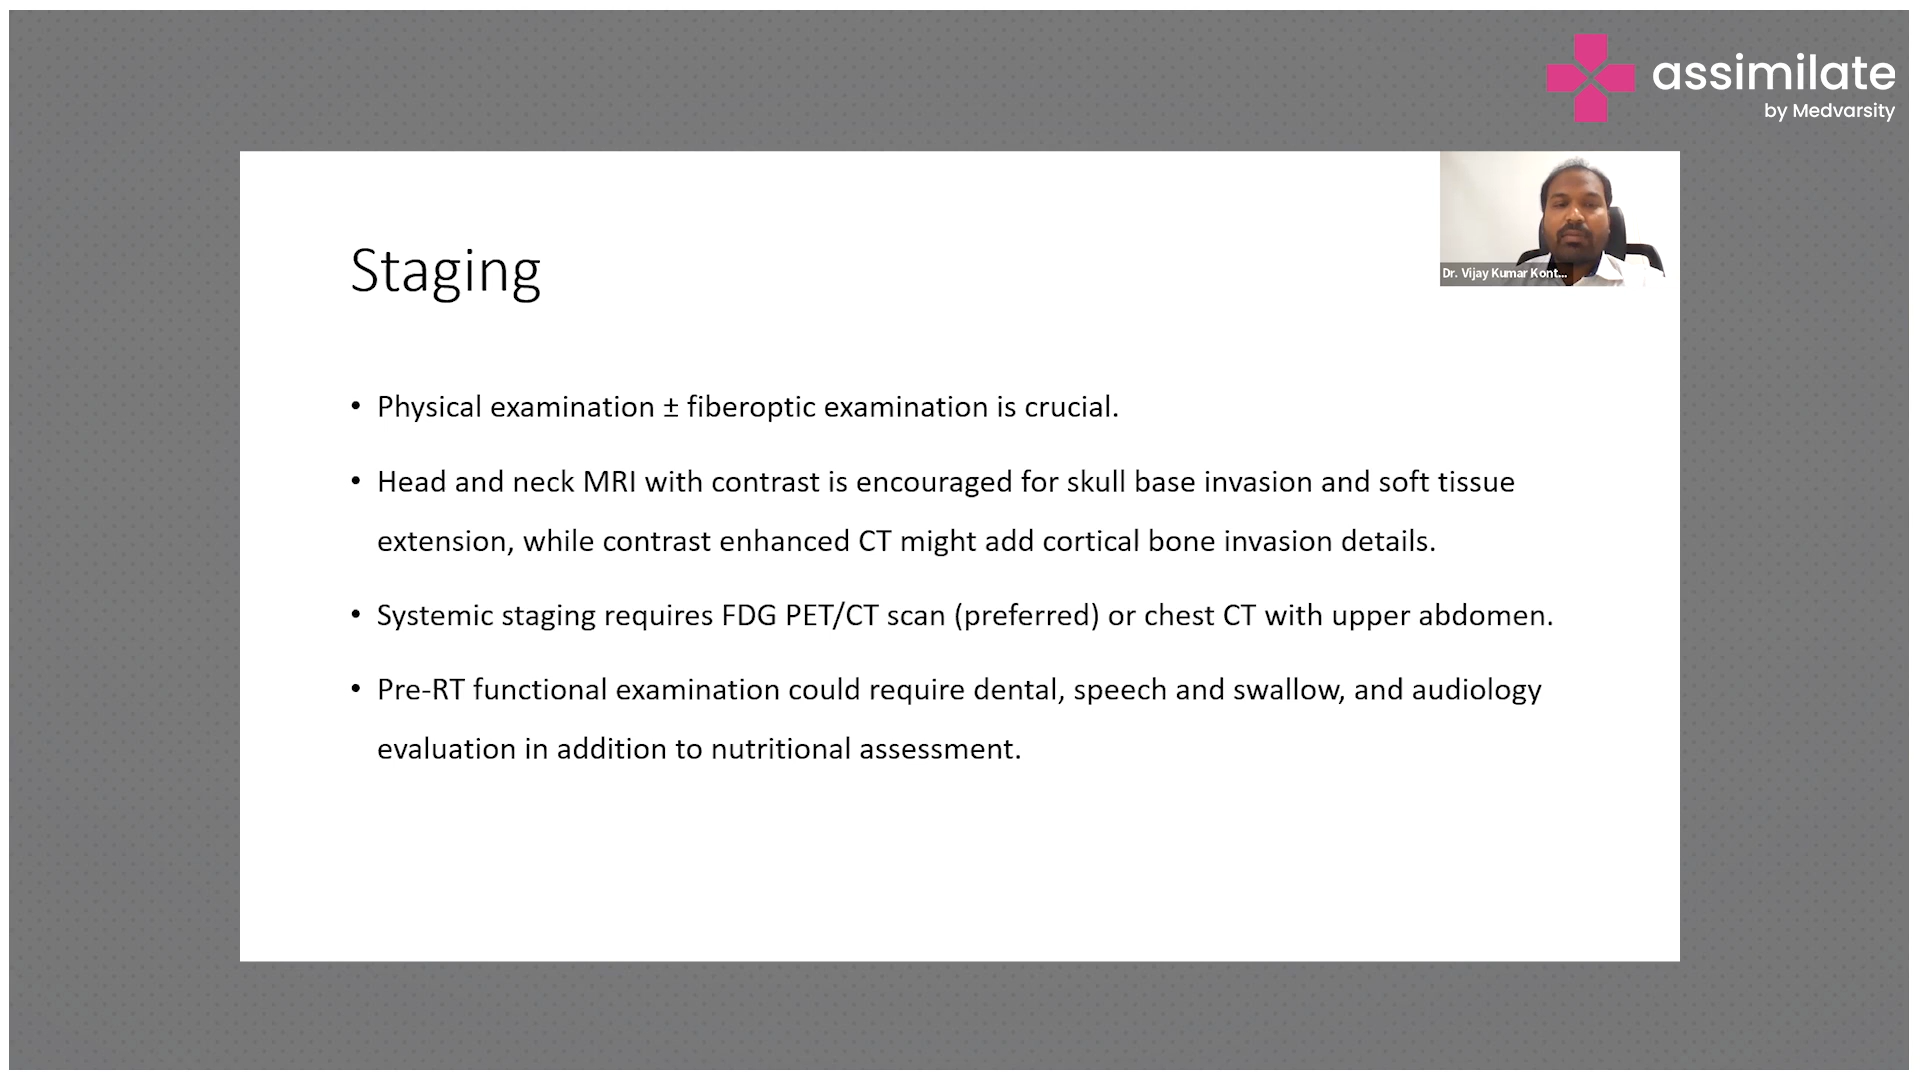 assimilate
by Medvarsity
Dr. Vijay Kumar Kont...
Staging
• Physical examination ± fiberoptic examination is crucial.
• Head and neck MRI with contrast is encouraged for skull base invasion and soft tissue
extension, while contrast enhanced CT might add cortical bone invasion details.
• Systemic staging requires FDG PET/CT scan (preferred) or chest CT with upper abdomen.
• Pre-RT functional examination could require dental, speech and swallow, and audiology
evaluation in addition to nutritional assessment.